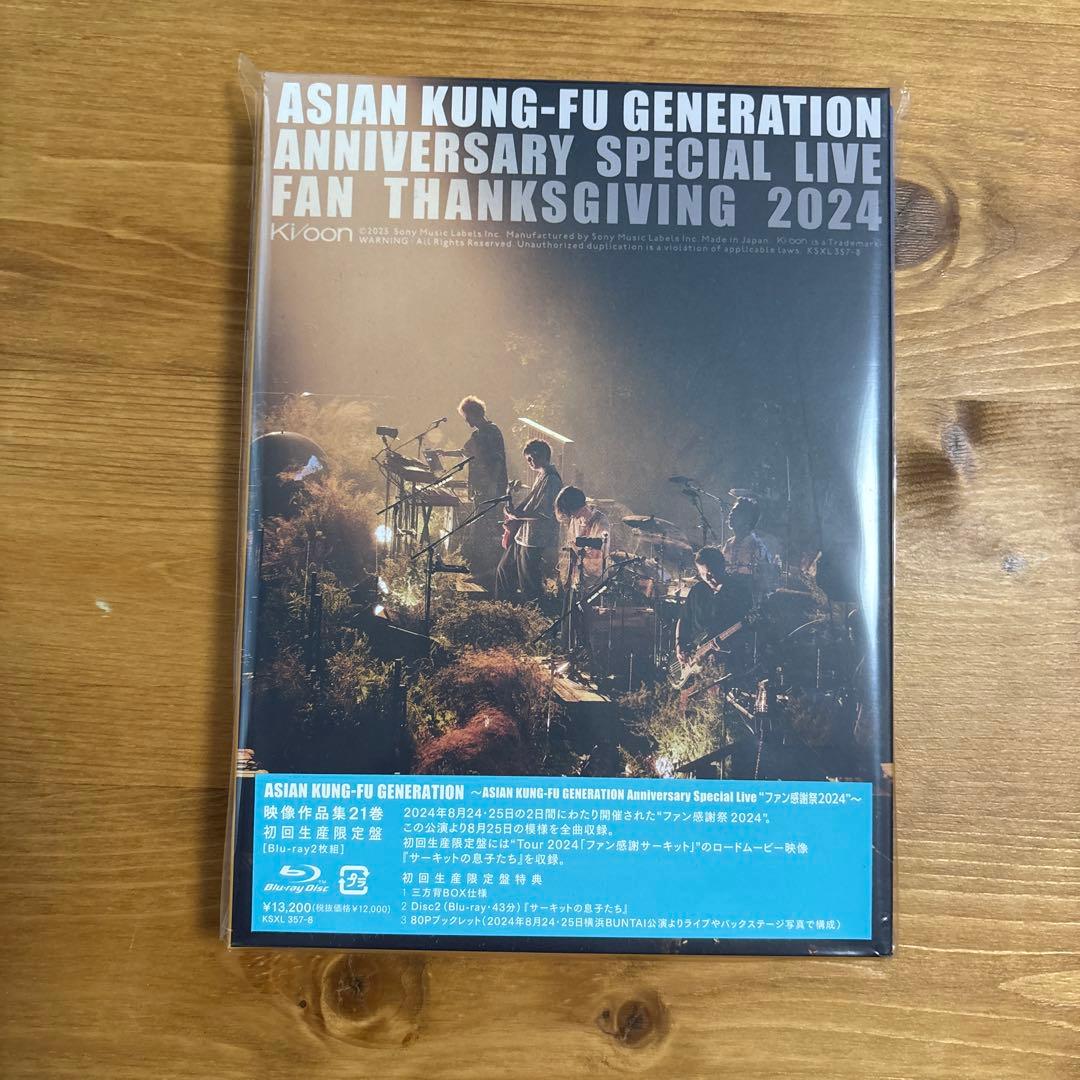 ASIAN KUNG-FU GENERATION
ANNIVERSARY SPECIAL LIVE
FAN THANKSGIVING 2024
Ki/oon ©2025 Sony Music Labels Inc. Manufactured by Sony Music Labels Inc. Made in Japan. Ki/oon is a Trademark.
WARNING: All Rights Reserved. Unauthorized duplication is a violation of applicable laws. KSXL 357-8
ASIAN KUNG-FU GENERATION ～ASIAN KUNG-FU GENERATION Anniversary Special Live “ファン感謝祭2024”～
映像作品集21巻
初回生産限定盤
[Blu-ray2枚組]
Blu-ray Disc
¥13,200(税抜価格¥12,000)
KSXL 357-8
2024年8月24・25日の2日間にわたり開催された“ファン感謝祭2024”。
この公演より8月25日の模様を全曲収録。
初回生産限定盤には“Tour 2024「ファン感謝サーキット」”のロードムービー映像
『サーキットの息子たち』を収録。
初回生産限定盤特典
1 三方背BOX仕様
2 Disc2（Blu-ray・43分）『サーキットの息子たち』
3 80Pブックレット（2024年8月24・25日横浜BUNTAI公演よりライブやバックステージ写真で構成）